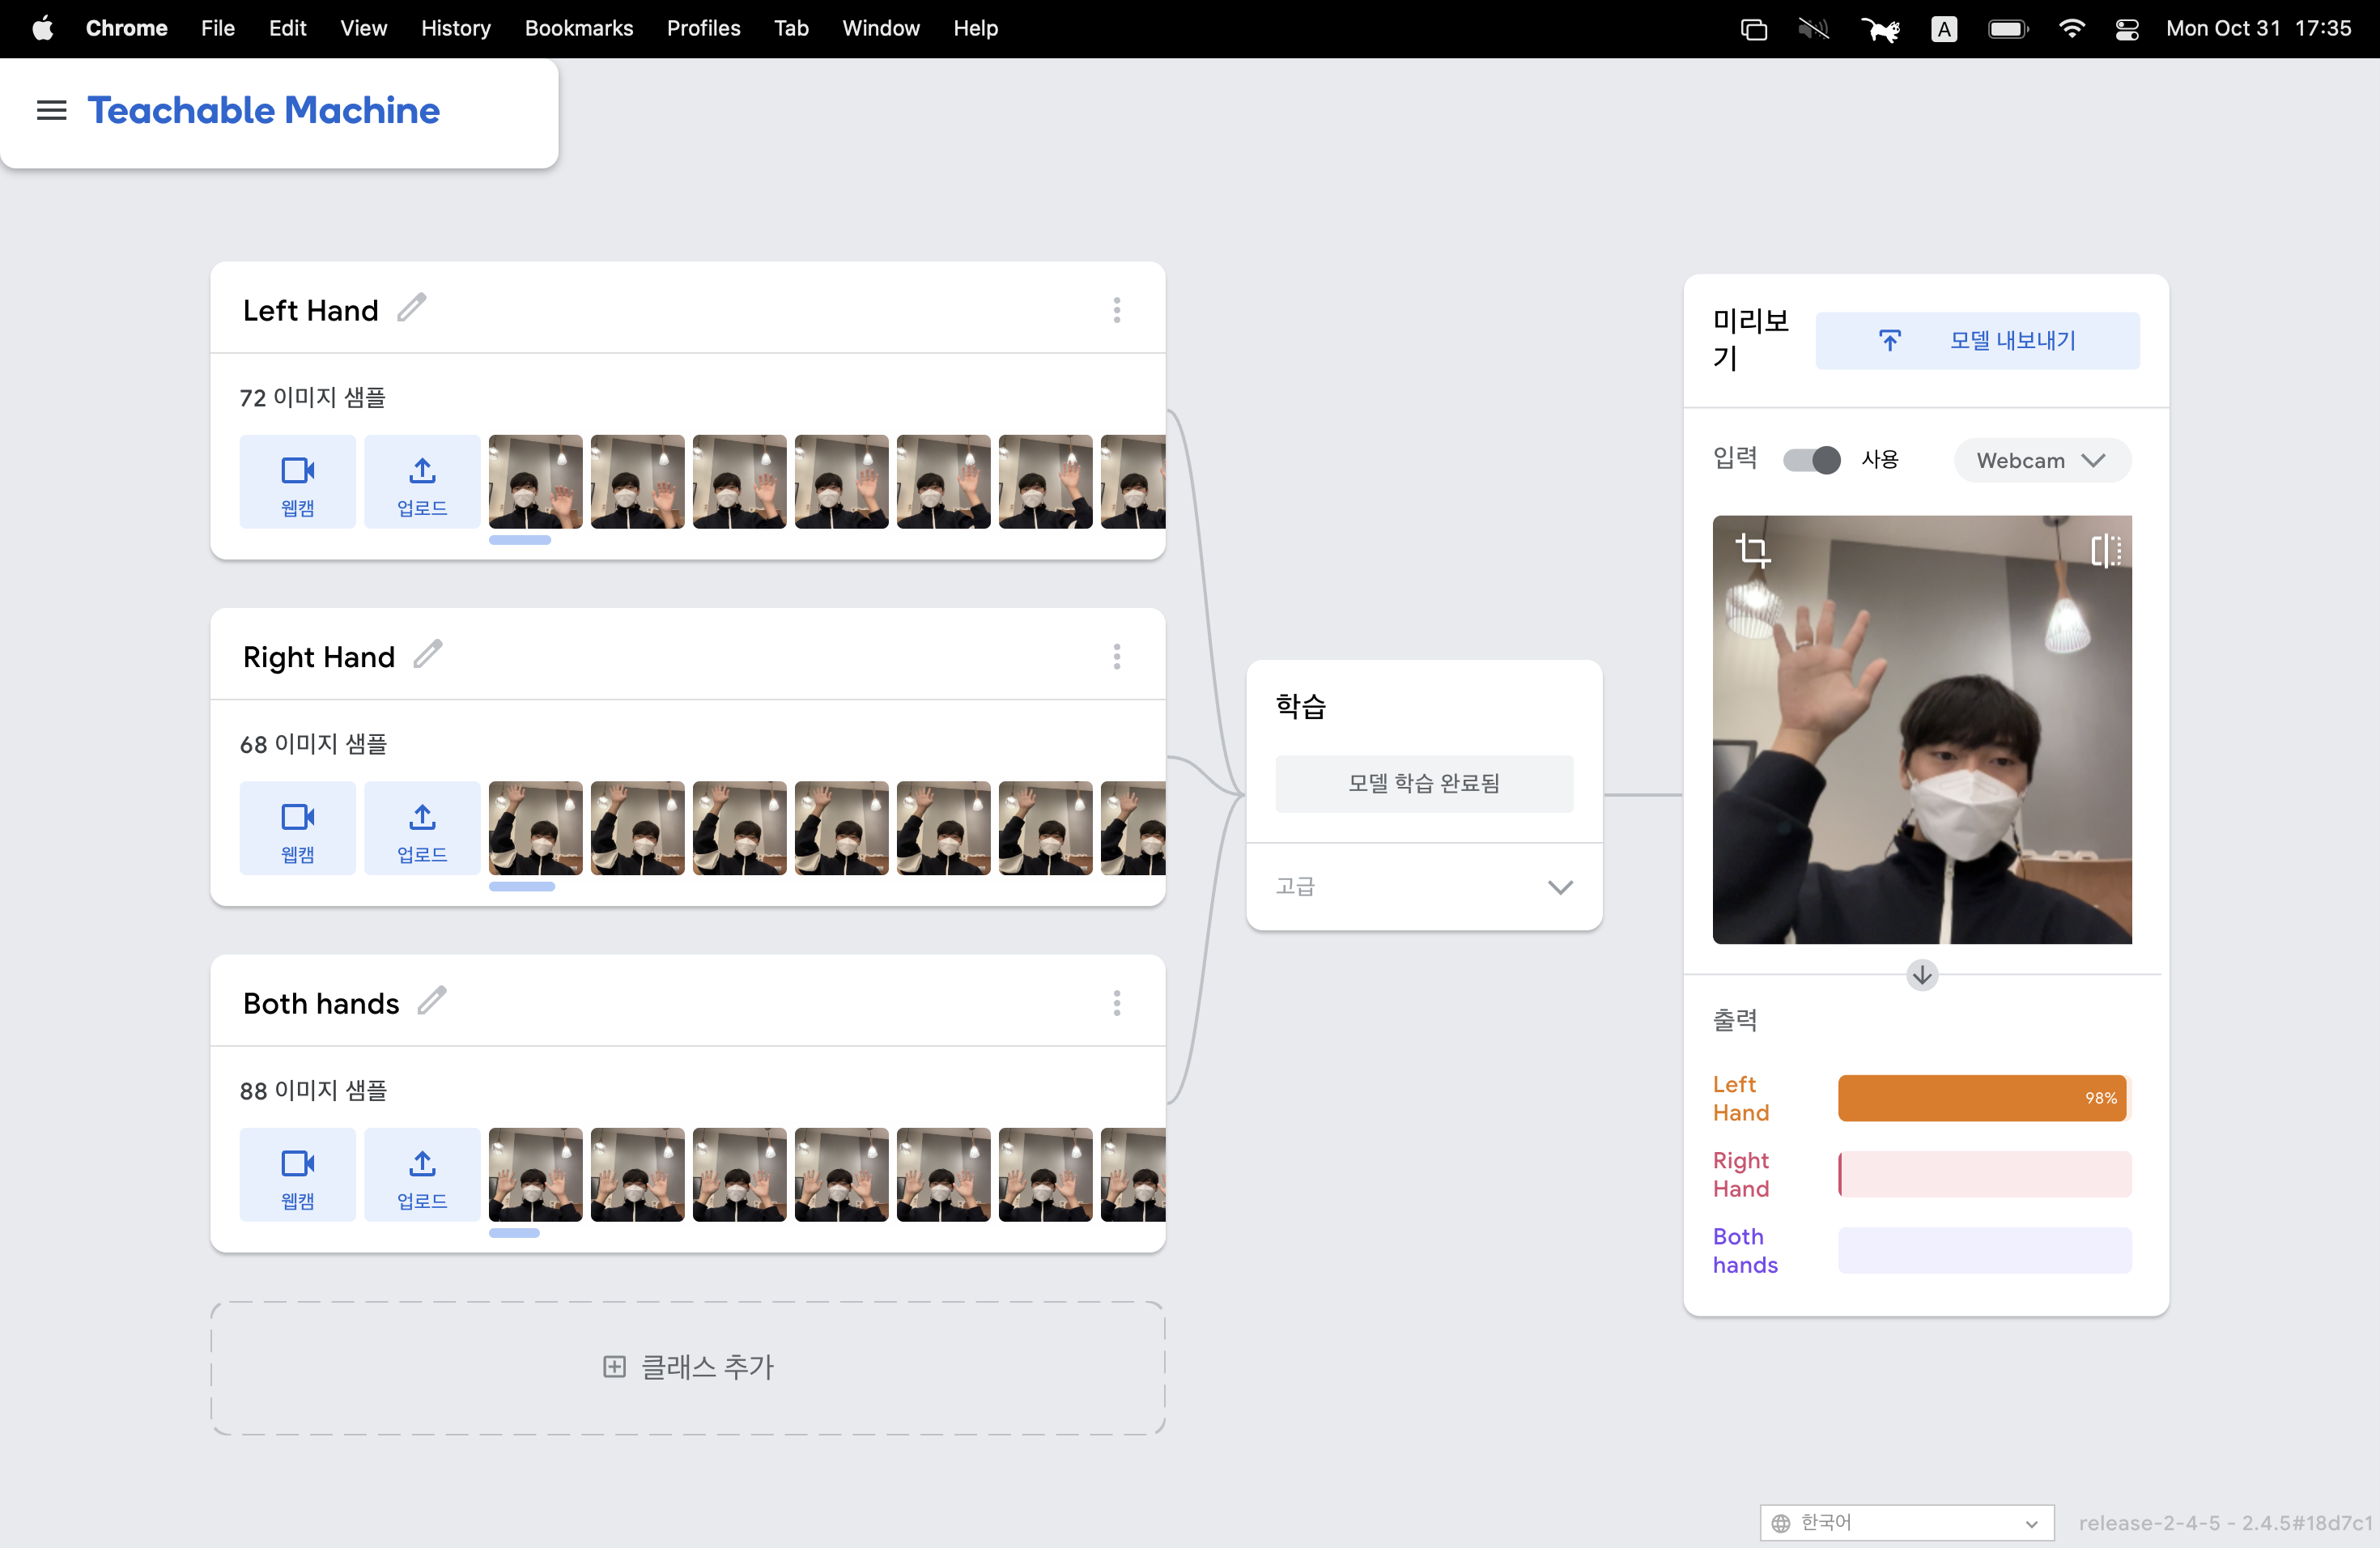 Chrome File Edit View History Bookmarks Profiles Tab Window Help A Mon Oct 31 17:35
Teachable Machine
Left Hand
72 이미지 샘플
웹캠 업로드
Right Hand
68 이미지 샘플
웹캠 업로드
Both hands
88 이미지 샘플
웹캠 업로드
클래스 추가
학습
모델 학습 완료됨
고급
미리보
기
모델 내보내기
입력 사용 Webcam
출력
Left
Hand
98%
Right
Hand
Both
hands
한국어
release-2-4-5 - 2.4.5#18d7c1